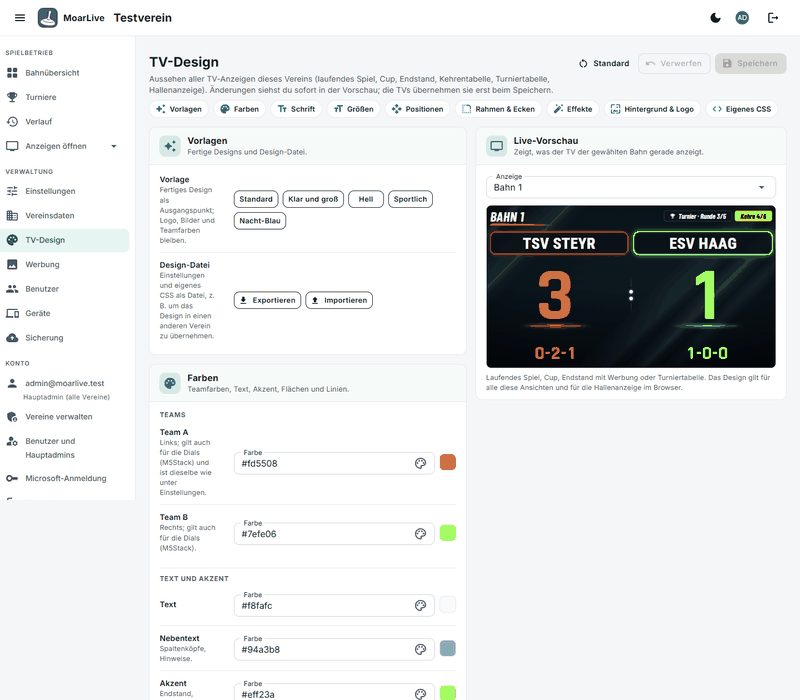 MoarLive Testverein
AD
SPIELBETRIEB
Bahnübersicht
Turniere
Verlauf
Anzeigen öffnen
VERWALTUNG
Einstellungen
Vereinsdaten
TV-Design
Werbung
Benutzer
Geräte
Sicherung
KONTO
admin@moarlive.test
Hauptadmin (alle Vereine)
Vereine verwalten
Benutzer und
Hauptadmins
Microsoft-Anmeldung
TV-Design
Aussehen aller TV-Anzeigen dieses Vereins (laufendes Spiel, Cup, Endstand, Kehrentabelle, Turniertabelle,
Hallenanzeige). Änderungen siehst du sofort in der Vorschau; die TVs übernehmen sie erst beim Speichern.
Standard
Verwerfen
Speichern
Vorlagen
Farben
Schrift
Größen
Positionen
Rahmen & Ecken
Effekte
Hintergrund & Logo
Eigenes CSS
Vorlagen
Fertige Designs und Design-Datei.
Vorlage
Fertiges Design
als
Ausgangspunkt;
Logo, Bilder und
Teamfarben
bleiben.
Standard
Klar und groß
Hell
Sportlich
Nacht-Blau
Design-Datei
Einstellungen
und eigenes
CSS als Datei, z.
B. um das
Design in einen
anderen Verein
zu übernehmen.
Exportieren
Importieren
Farben
Teamfarben, Text, Akzent, Flächen und Linien.
TEAMS
Team A
Links; gilt auch
für die Dials
(M5Stack) und
ist dieselbe wie
unter
Einstellungen.
Farbe
#fd5508
Team B
Rechts; gilt auch
für die Dials
(M5Stack).
Farbe
#7efe06
TEXT UND AKZENT
Text
Farbe
#f8fafc
Nebentext
Spaltenköpfe,
Hinweise.
Farbe
#94a3b8
Akzent
Endstand,
Farbe
#eff23a
Live-Vorschau
Zeigt, was der TV der gewählten Bahn gerade anzeigt.
Anzeige
Bahn 1
BAHN 1
Turnier · Runde 3/5
Kehre 4/6
TSV STEYR
ESV HAAG
3 : 1
0-2-1
1-0-0
Laufendes Spiel, Cup, Endstand mit Werbung oder Turniertabelle. Das Design gilt für
alle diese Ansichten und für die Hallenanzeige im Browser.